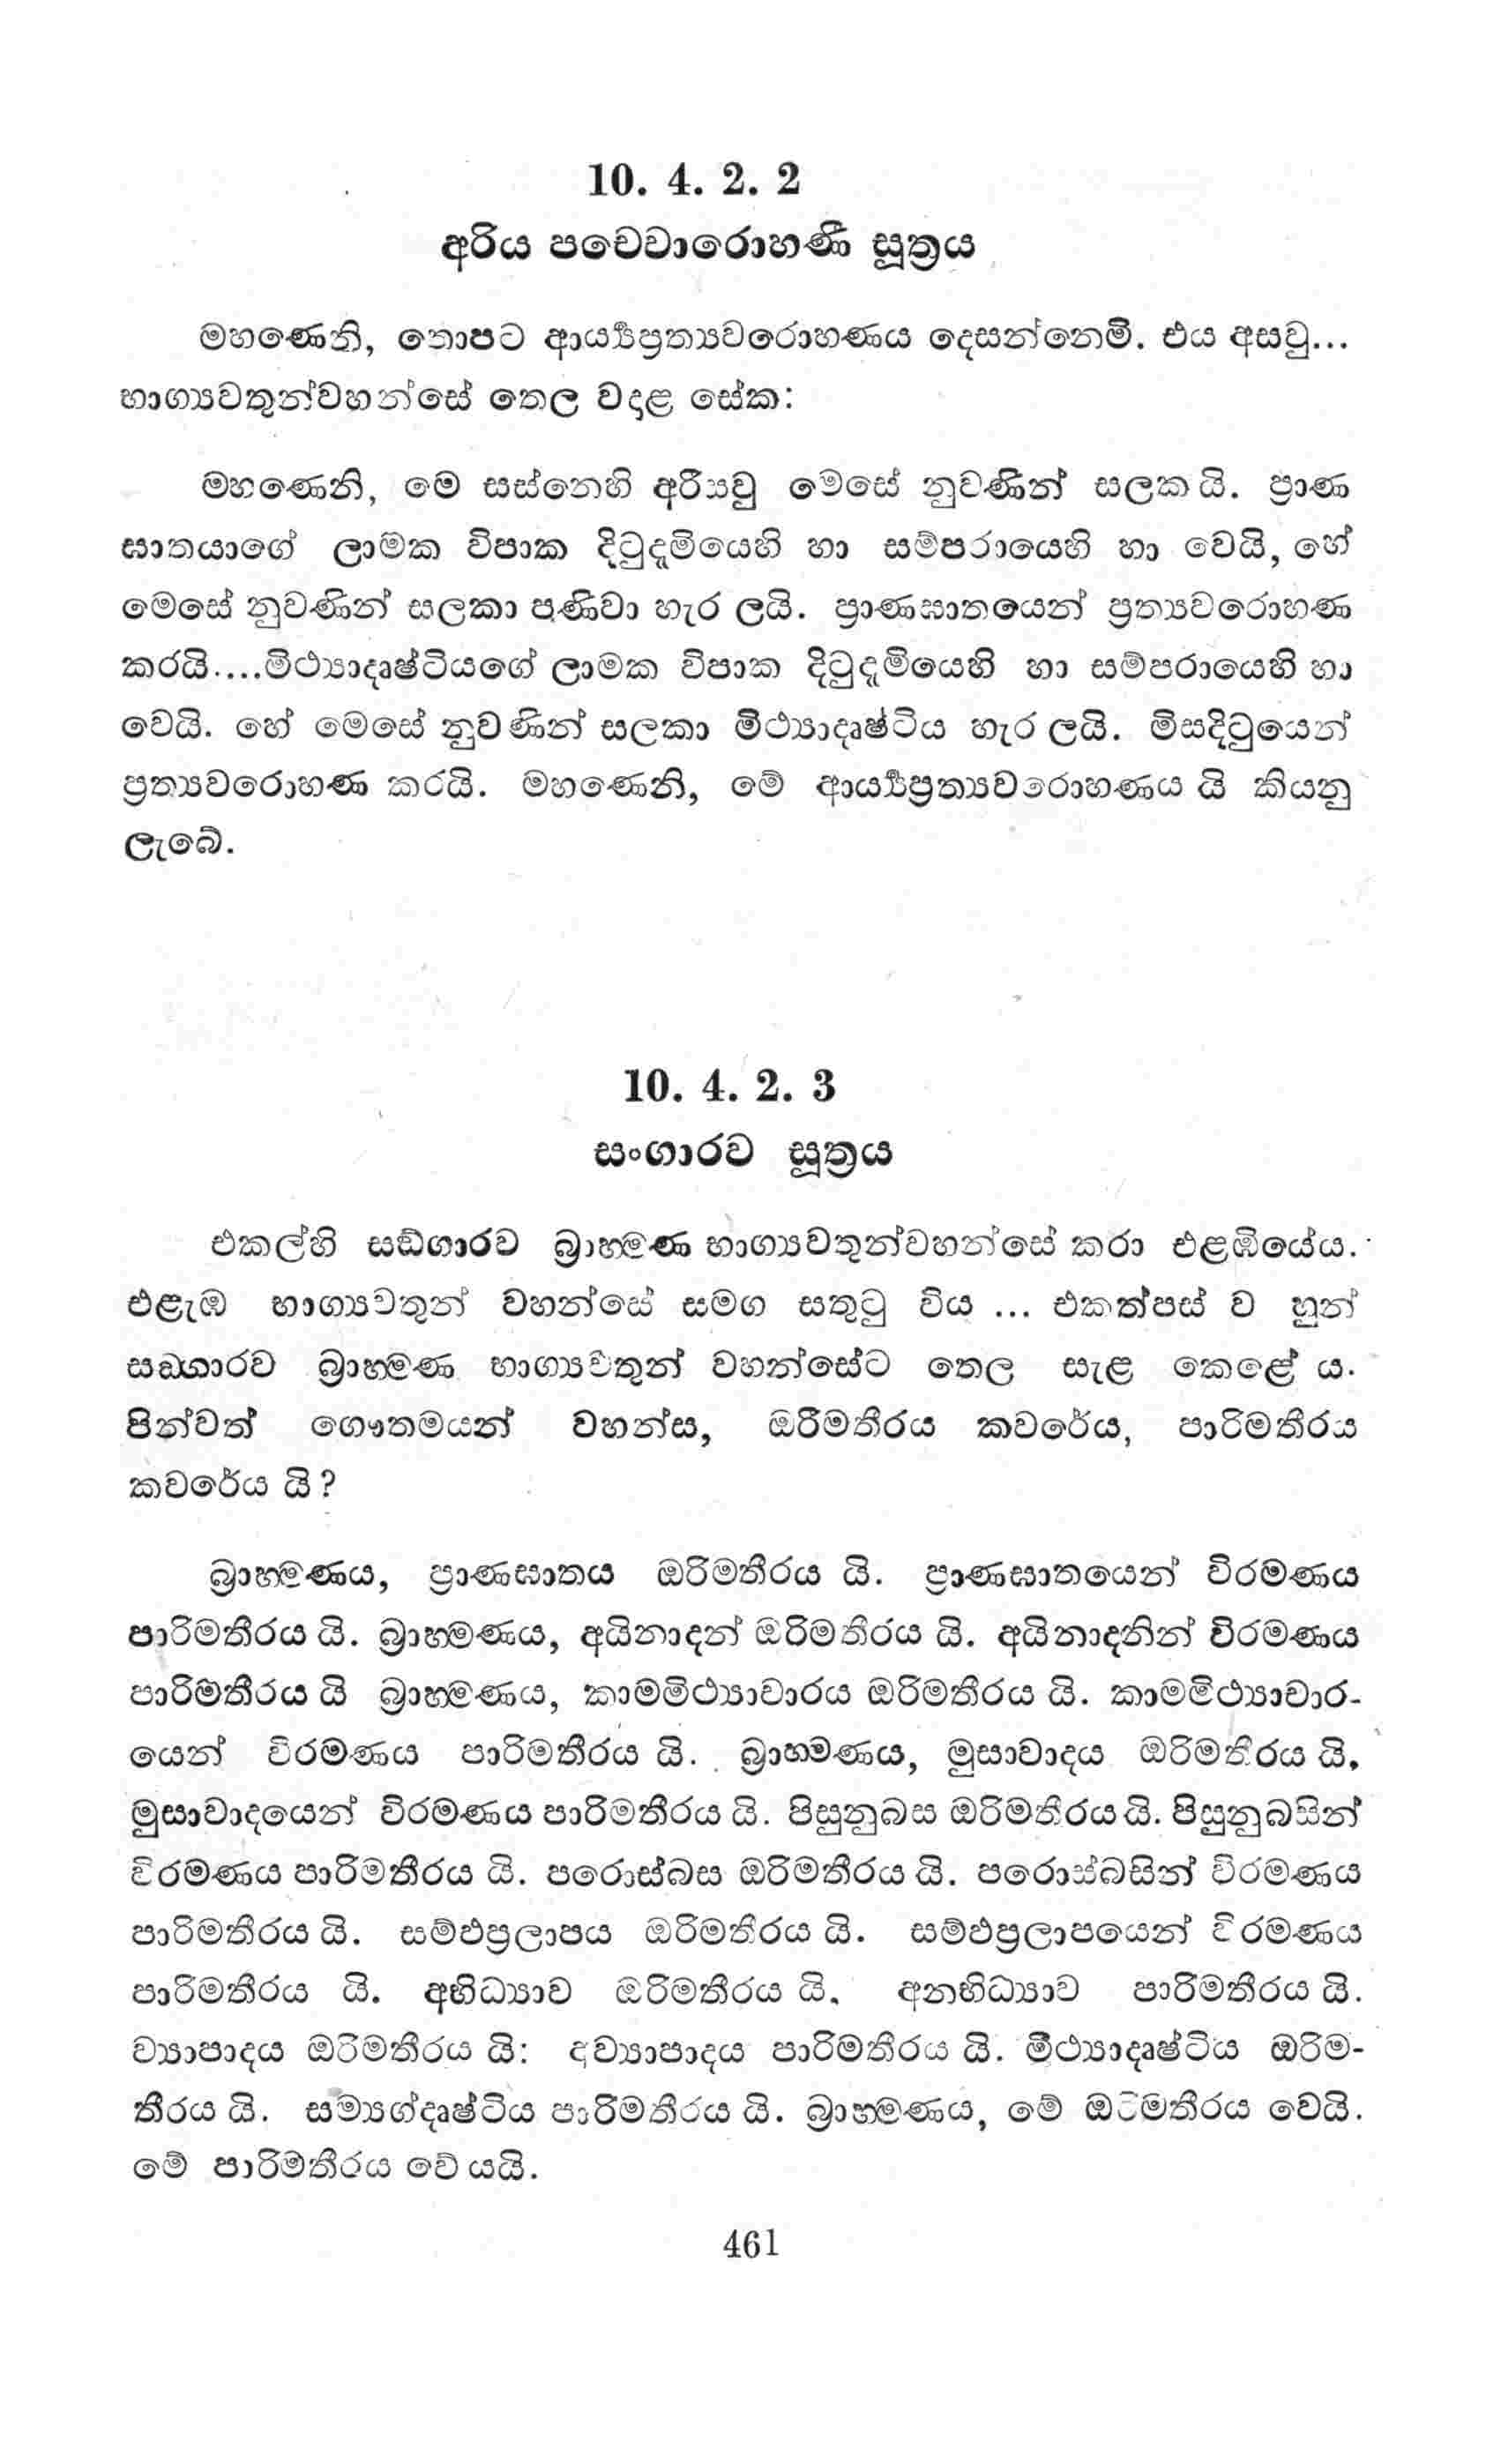 10. 4. 2. 2
අරිය පචෙවාරොහණී සූත්‍රය
මහණෙනි, තොපට ආර්‍ය්‍යප්‍රත්‍යවරොහණය දෙසන්නෙමි. එය අසවු...
භාග්‍යවතුන්වහන්සේ තෙල වදාළ සේක:
මහණෙනි, මෙ සස්නෙහි අරීයවු මෙසේ නුවණින් සලකයි. ප්‍රාණ
ඝාතයාගේ ලාමක විපාක දිටුදැමියෙහි හා සම්පරායෙහි හා වෙයි, හේ
මෙසේ නුවණින් සලකා පණිවා හැර ලයි. ප්‍රාණඝාතයෙන් ප්‍රත්‍යවරොහණ
කරයි....මිථ්‍යාදෘෂ්ටියගේ ලාමක විපාක දිටුදැමියෙහි හා සම්පරායෙහි හා
වෙයි. හේ මෙසේ නුවණින් සලකා මිථ්‍යාදෘෂ්ටිය හැර ලයි. මිසදිටුයෙන්
ප්‍රත්‍යවරොහණ කරයි. මහණෙනි, මේ ආර්‍ය්‍යප්‍රත්‍යවරොහණය යි කියනු
ලැබේ.
10. 4. 2. 3
සංගාරව සූත්‍රය
එකල්හි සඞ්ගාරව බ්‍රාහ්මණ භාග්‍යවතුන්වහන්සේ කරා එළඹියේය.
එළැඹ භාග්‍යවතුන් වහන්සේ සමග සතුටු විය ... එකත්පස් ව හුන්
සඞ්ගාරව බ්‍රාහ්මණ භාග්‍යවතුන් වහන්සේට තෙල සැළ කෙළේ ය.
පින්වත් ගෞතමයන් වහන්ස, ඔරිමතීරය කවරේය, පාරිමතීරය
කවරේය යි?
බ්‍රාහ්මණය, ප්‍රාණඝාතය ඔරිමතීරය යි. ප්‍රාණඝාතයෙන් විරමණය
පාරිමතීරය යි. බ්‍රාහ්මණය, අයිනාදන් ඔරිමතීරය යි. අයිනාදනින් විරමණය
පාරිමතීරය යි බ්‍රාහ්මණය, කාමමිථ්‍යාචාරය ඔරිමතීරය යි. කාමමිථ්‍යාචාර-
යෙන් විරමණය පාරිමතීරය යි. බ්‍රාහමණය, මුසාවාදය ඔරිමතීරය යි,
මුසාවාදයෙන් විරමණය පාරිමතීරය යි. පිසුනුබස ඔරිමතීරය යි. පිසුනුබසින්
විරමණය පාරිමතීරය යි. පරොස්බස ඔරිමතීරය යි. පරොස්බසින් විරමණය
පාරිමතීරය යි. සම්ඵප්‍රලාපය ඔරිමතීරය යි. සම්ඵප්‍රලාපයෙන් විරමණය
පාරිමතීරය යි. අභිධ්‍යාව ඔරිමතීරය යි. අනභිධ්‍යාව පාරිමතීරය යි.
ව්‍යාපාදය ඔරිමතීරය යි: අව්‍යාපාදය පාරිමතීරය යි. මිථ්‍යාදෘෂ්ටිය ඔරිම-
තීරය යි. සම්‍යග්දෘෂ්ටිය පාරිමතීරය යි. බ්‍රාහ්මණය, මේ ඔරිමතීරය වෙයි.
මේ පාරිමතීරය වේ යයි.
461